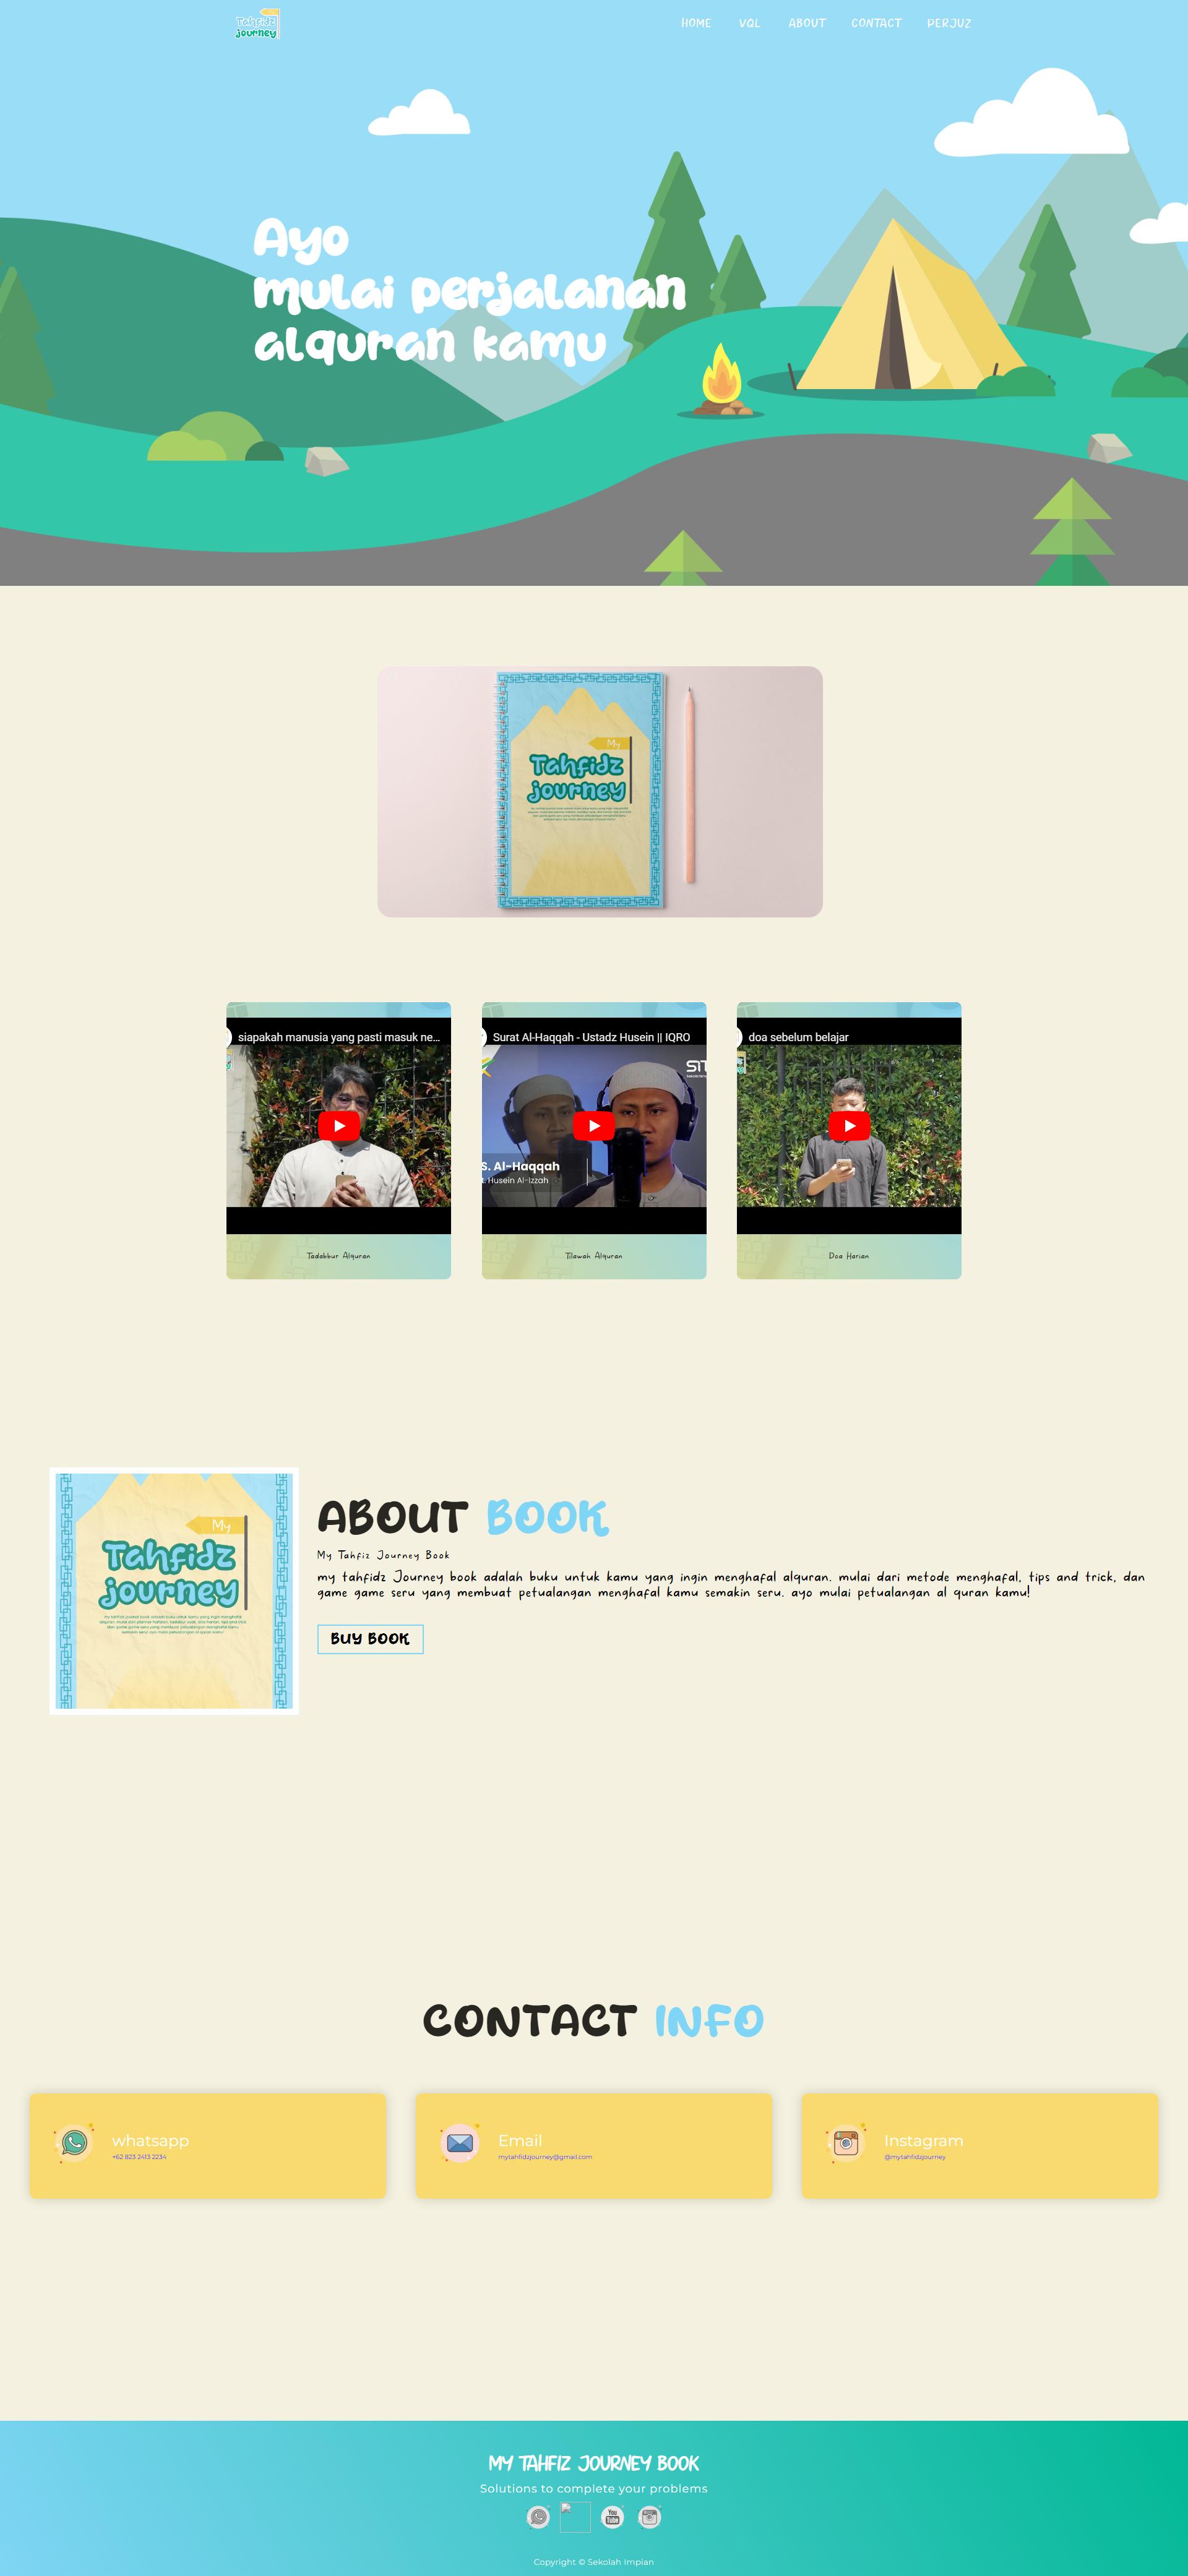 Tahfidz
journey
HOME VQL ABOUT CONTACT PERJUZ
Ayo
mulai perjalanan
alquran kamu
My
Tahfidz
journey
siapakah manusia yang pasti masuk ne...
Surat Al-Haqqah - Ustadz Husein || IQRO
SIT
S. Al-Haqqah
Husein Al-Izzah
doa sebelum belajar
Tadabbur Alquran
Tilawah Alquran
Doa Harian
My
Tahfidz
journey
ABOUT BOOK
My Tahfiz Journey Book
my tahfidz Journey book adalah buku untuk kamu yang ingin menghafal alquran. mulai dari metode menghafal, tips and trick, dan
game game seru yang membuat petualangan menghafal kamu semakin seru. ayo mulai petualangan al quran kamu!
BUY BOOK
CONTACT INFO
whatsapp
+62 823 2413 2234
Email
mytahfidzjourney@gmail.com
Instagram
@mytahfidzjourney
MY TAHFIZ JOURNEY BOOK
Solutions to complete your problems
You
Tube
Copyright © Sekolah Impian